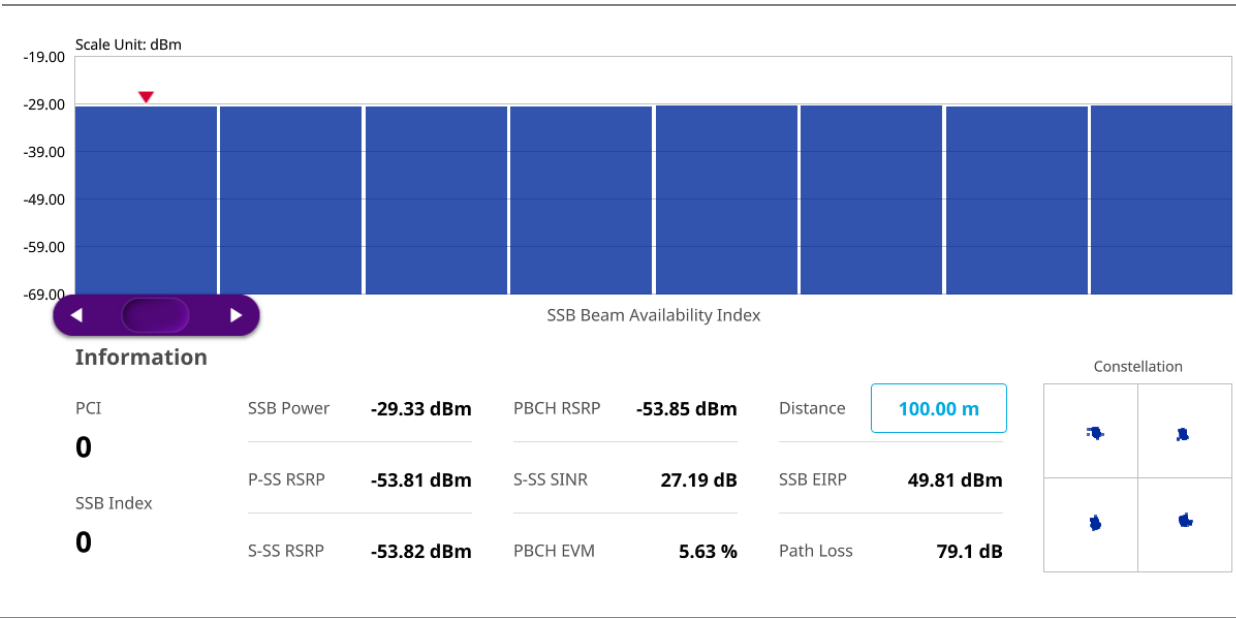 Scale Unit: dBm
-19.00
-29.00
-39.00
-49.00
-59.00
-69.00
SSB Beam Availability Index
Information
Constellation
PCI
0
SSB Index
0
SSB Power -29.33 dBm
P-SS RSRP -53.81 dBm
S-SS RSRP -53.82 dBm
PBCH RSRP -53.85 dBm
S-SS SINR 27.19 dB
PBCH EVM 5.63 %
Distance 100.00 m
SSB EIRP 49.81 dBm
Path Loss 79.1 dB